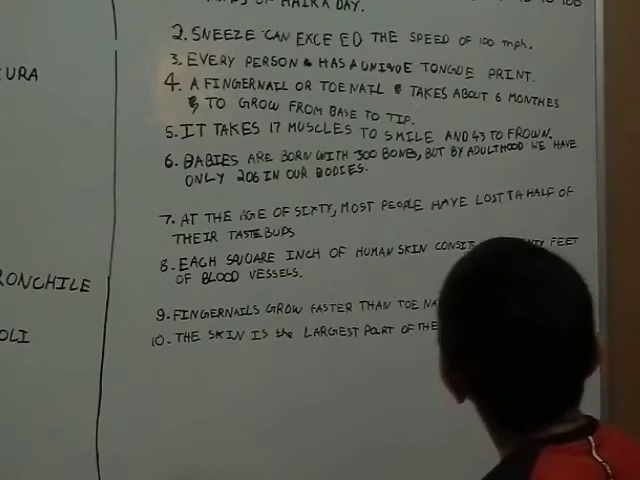 OF HAIR A DAY.
2. SNEEZE CAN EXCEED THE SPEED OF 100 mph.
3. EVERY PERSON HAS A UNIQUE TONGUE PRINT.
4. A FINGERNAIL OR TOENAIL TAKES ABOUT 6 MONTHES
TO GROW FROM BASE TO TIP.
5. IT TAKES 17 MUSCLES TO SMILE AND 43 TO FROWN.
6. BABIES ARE BORN WITH 300 BONE, BUT BY ADULTHOOD WE HAVE
ONLY 206 IN OUR BODIES.
7. AT THE AGE OF SIXTY, MOST PEOPLE HAVE LOST HALF OF
THEIR TASTEBUDS
8. EACH SQUARE INCH OF HUMAN SKIN FEET
OF BLOOD VESSELS.
9. FINGERNAILS GROW FASTER THAN TOE NA
10. THE SKIN IS the LARGEST PART OF THE
URA
RONCHILE
OLI